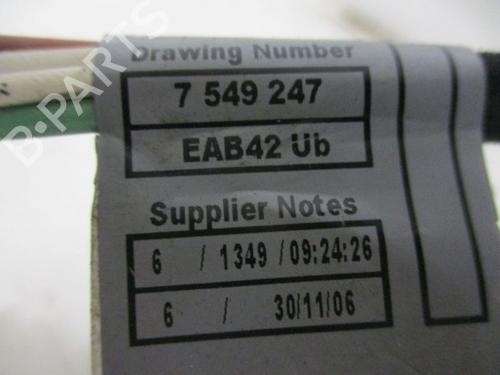 Drawing Number
7 549 247
EAB42 Ub
Supplier Notes
6 / 1349 / 09:24:26
6 / 30/11/06
B-PARTS